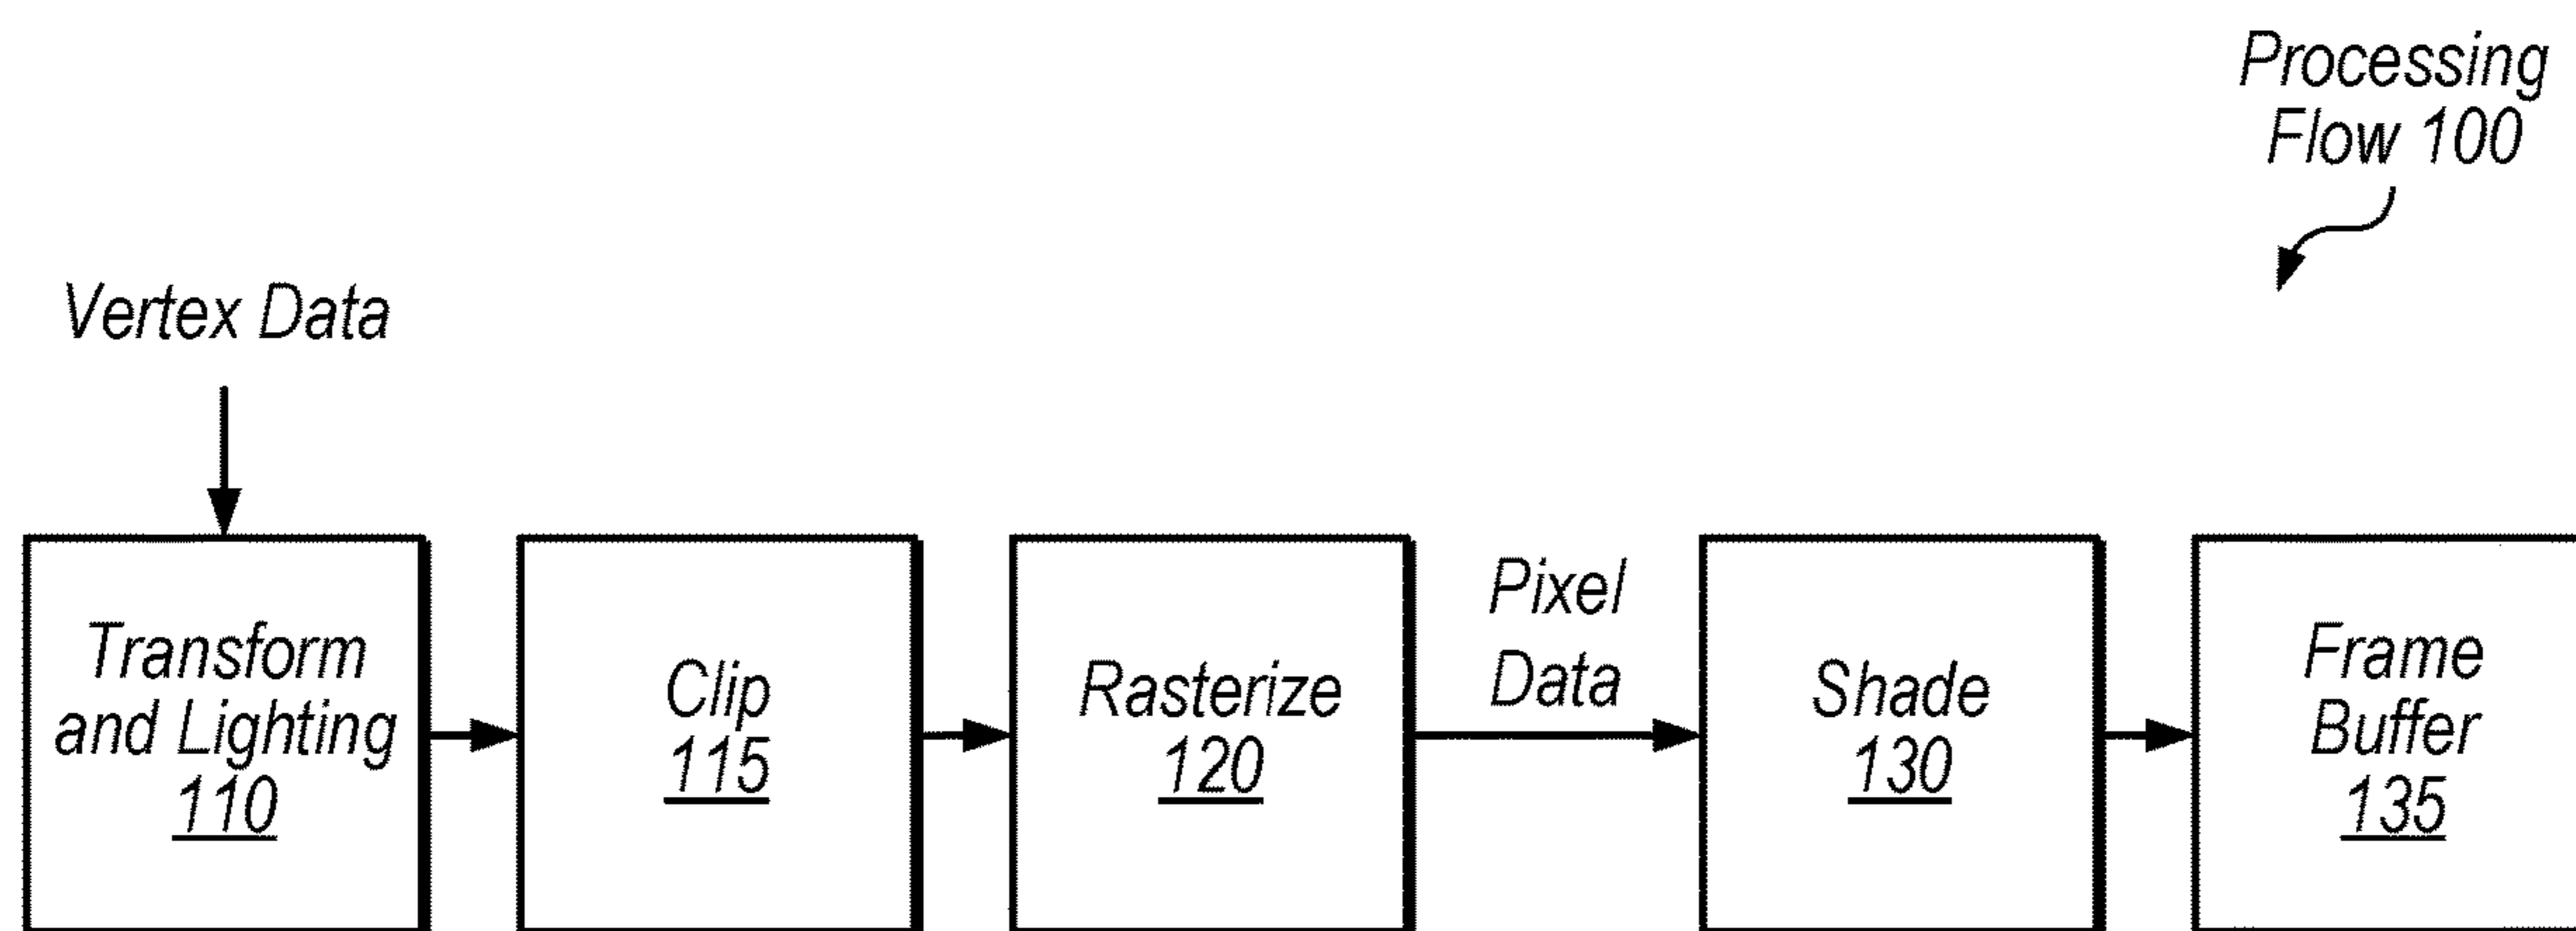 Processing
Flow 100
Vertex Data
Transform
and Lighting
110
Clip
115
Rasterize
120
Pixel
Data
Shade
130
Frame
Buffer
135